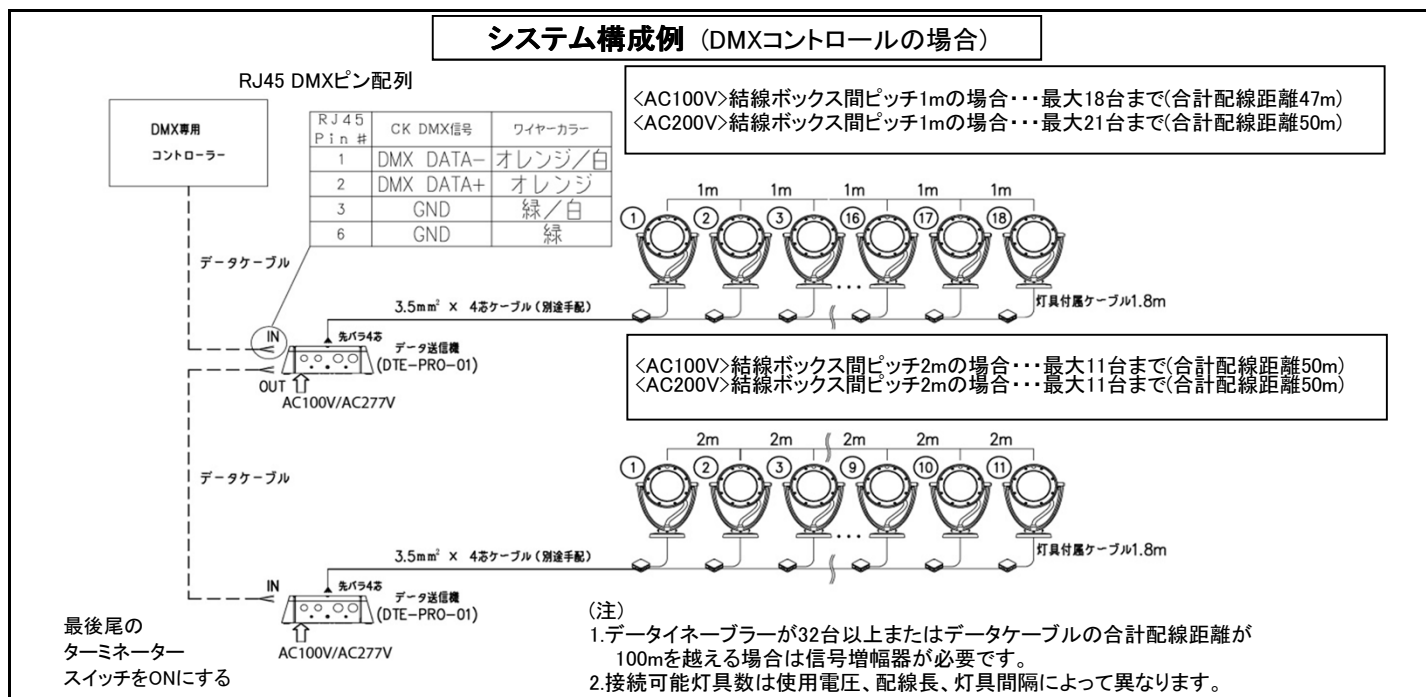 システム構成例 (DMXコントロールの場合)
RJ45 DMXピン配列
DMX専用
コントローラー
RJ45 Pin # CK DMX信号 ワイヤーカラー
1 DMX DATA- オレンジ/白
2 DMX DATA+ オレンジ
3 GND 緑/白
6 GND 緑
<AC100V>結線ボックス間ピッチ1mの場合・・・最大18台まで(合計配線距離47m)
<AC200V>結線ボックス間ピッチ1mの場合・・・最大21台まで(合計配線距離50m)
1m 1m 1m 1m 1m
① ② ③ ⑯ ⑰ ⑱
・・・
データケーブル
灯具付属ケーブル1.8m
3.5mm² × 4芯ケーブル(別途手配)
IN
先バラ4芯
データ送信機
(DTE-PRO-01)
OUT
AC100V/AC277V
<AC100V>結線ボックス間ピッチ2mの場合・・・最大11台まで(合計配線距離50m)
<AC200V>結線ボックス間ピッチ2mの場合・・・最大11台まで(合計配線距離50m)
2m 2m 2m 2m 2m
① ② ③ ⑨ ⑩ ⑪
・・・
データケーブル
灯具付属ケーブル1.8m
3.5mm² × 4芯ケーブル(別途手配)
IN
先バラ4芯
データ送信機
(DTE-PRO-01)
AC100V/AC277V
最後尾の
ターミネーター
スイッチをONにする
(注)
1.データイネーブラーが32台以上またはデータケーブルの合計配線距離が
100mを越える場合は信号増幅器が必要です。
2.接続可能灯具数は使用電圧、配線長、灯具間隔によって異なります。